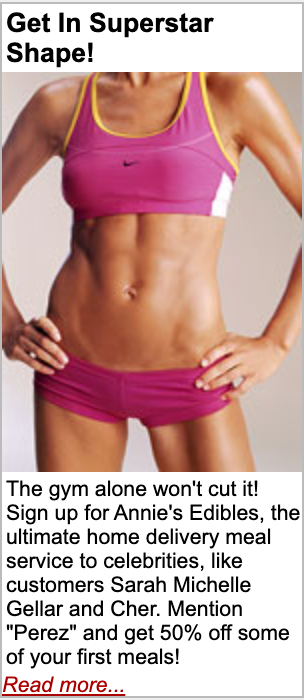 Get In Superstar
Shape!
The gym alone won't cut it!
Sign up for Annie's Edibles, the
ultimate home delivery meal
service to celebrities, like
customers Sarah Michelle
Gellar and Cher. Mention
"Perez" and get 50% off some
of your first meals!
Read more...